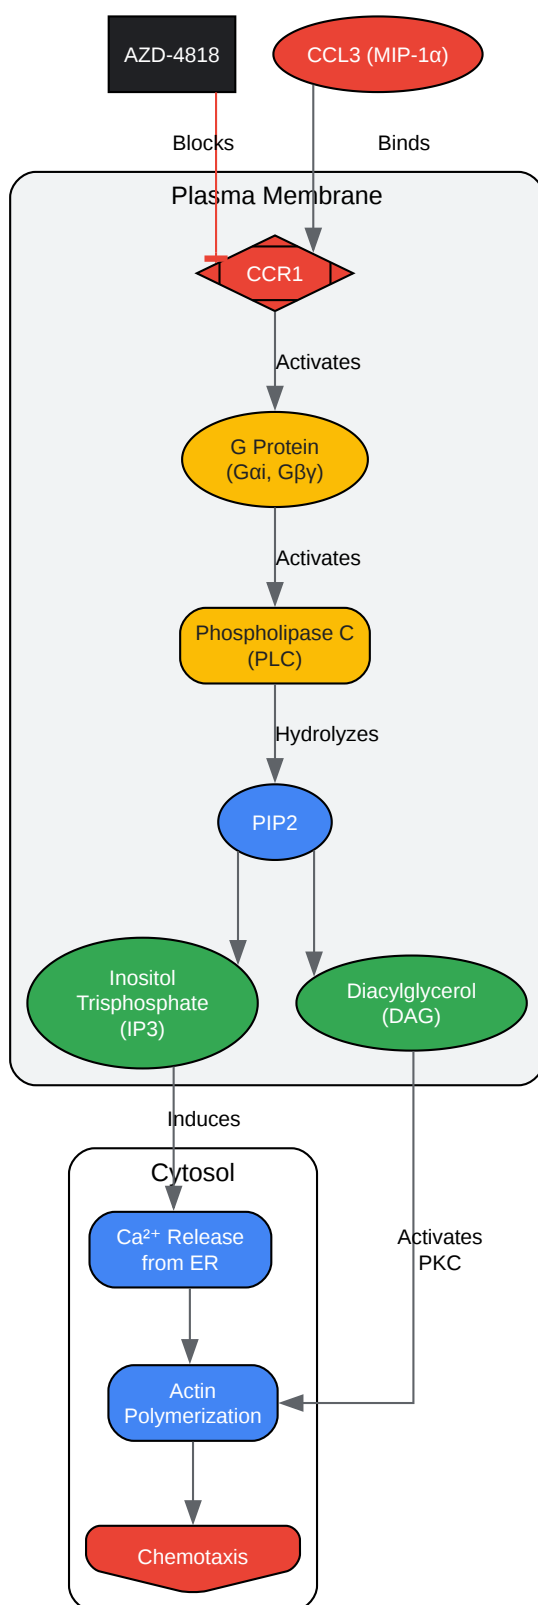 AZD-4818
CCL3 (MIP-1α)
Blocks
Binds
Plasma Membrane
CCR1
Activates
G Protein
(Gαi, Gβγ)
Activates
Phospholipase C
(PLC)
Hydrolyzes
PIP2
Inositol
Trisphosphate
(IP3)
Diacylglycerol
(DAG)
Induces
Cytosol
Ca²⁺ Release
from ER
Activates
PKC
Actin
Polymerization
Chemotaxis